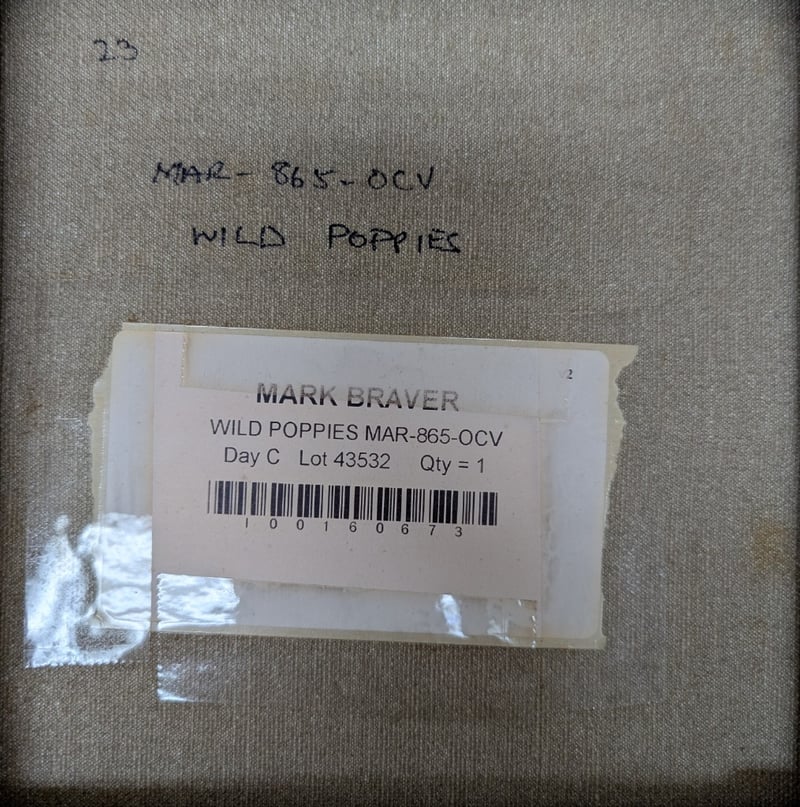 23
MAR-865-OCV
WILD POPPIES
2
MARK BRAVER
WILD POPPIES MAR-865-OCV
Day C Lot 43532 Qty = 1
100160673